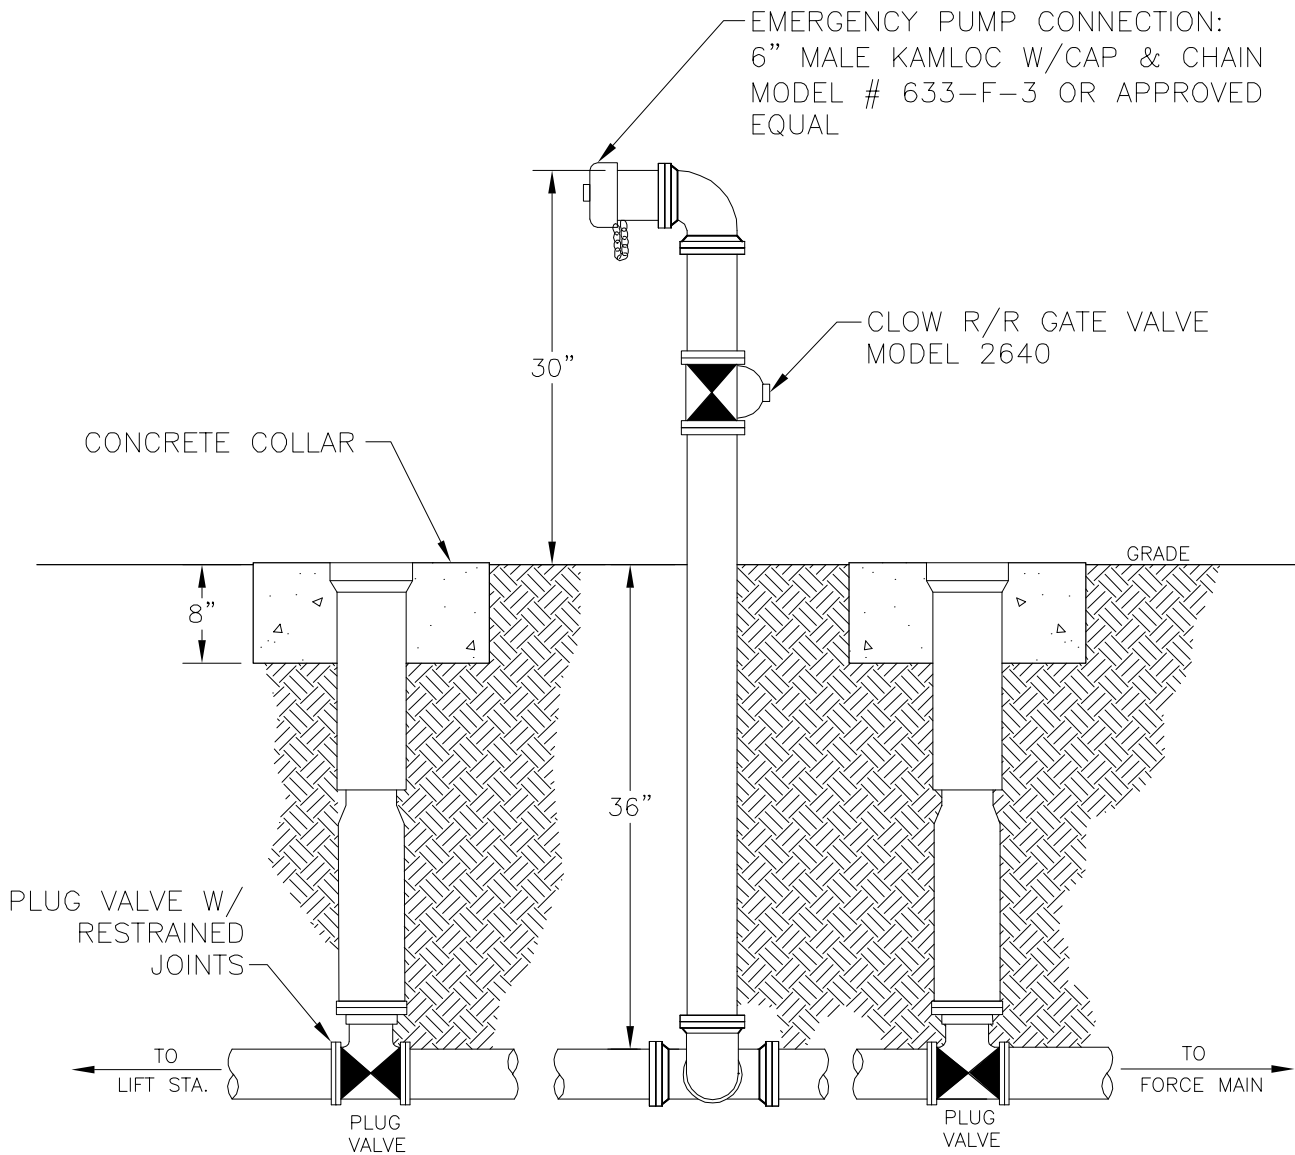 EMERGENCY PUMP CONNECTION:
6" MALE KAMLOC W/CAP & CHAIN
MODEL # 633-F-3 OR APPROVED
EQUAL
30"
CLOW R/R GATE VALVE
MODEL 2640
CONCRETE COLLAR
GRADE
8"
36"
PLUG VALVE W/
RESTRAINED
JOINTS
TO
LIFT STA.
TO
FORCE MAIN
PLUG
VALVE
PLUG
VALVE